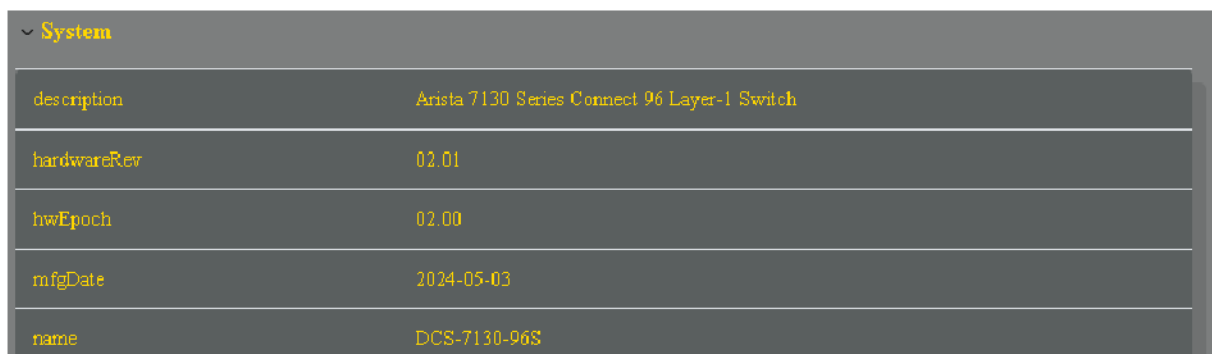 System
description Arista 7130 Series Connect 96 Layer-1 Switch
hardwareRev 02.01
hwEpoch 02.00
mfgDate 2024-05-03
name DCS-7130-96S